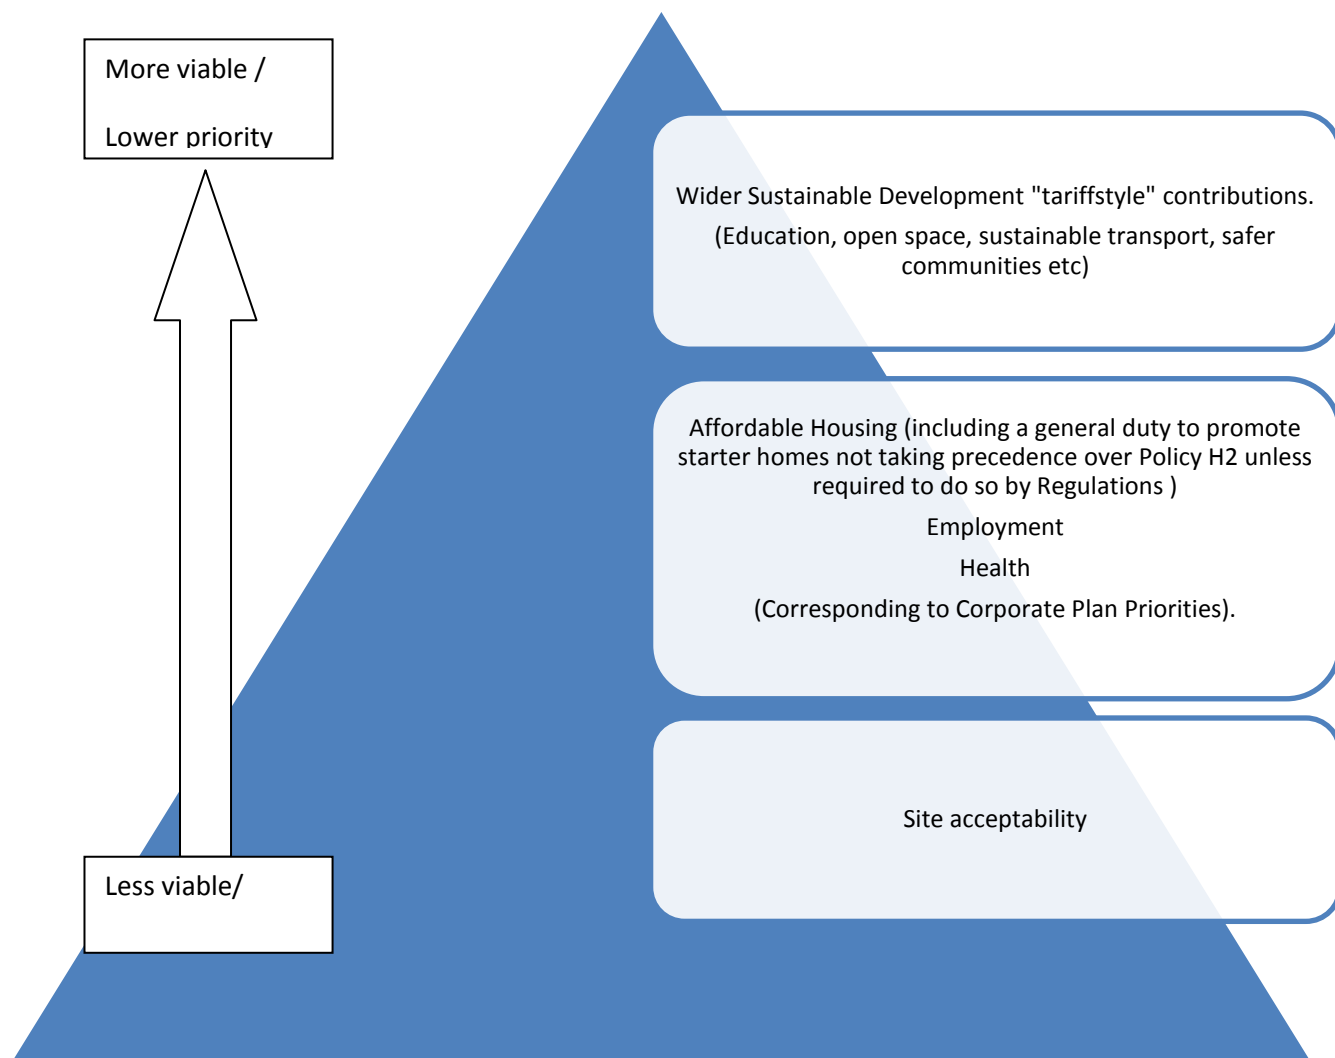 More viable /
Lower priority
Wider Sustainable Development "tariffstyle" contributions.
(Education, open space, sustainable transport, safer
communities etc)
Affordable Housing (including a general duty to promote
starter homes not taking precedence over Policy H2 unless
required to do so by Regulations )
Employment
Health
(Corresponding to Corporate Plan Priorities).
Site acceptability
Less viable/